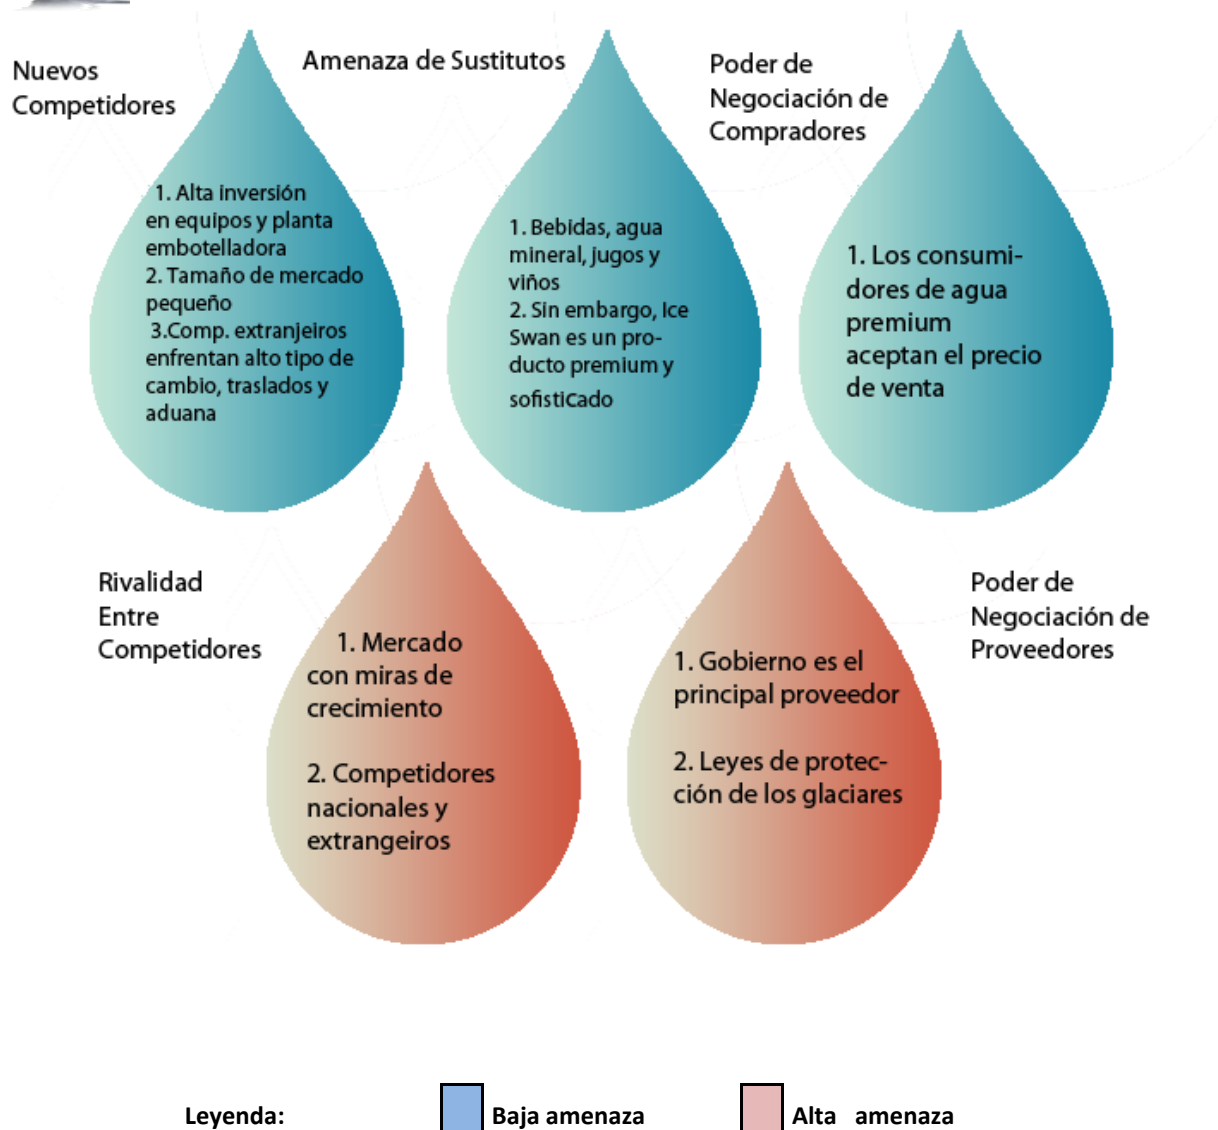 Nuevos
Competidores
1. Alta inversión
en equipos y planta
embotelladora
2. Tamaño de mercado
pequeño
3.Comp. extranjeiros
enfrentan alto tipo de
cambio, traslados y
aduana
Amenaza de Sustitutos
1. Bebidas, agua
mineral, jugos y
viños
2. Sin embargo, Ice
Swan es un pro-
ducto premium y
sofisticado
Poder de
Negociación de
Compradores
1. Los consumi-
dores de agua
premium
aceptan el precio
de venta
Rivalidad
Entre
Competidores
1. Mercado
con miras de
crecimiento
2. Competidores
nacionales y
extrangeiros
1. Gobierno es el
principal proveedor
2. Leyes de protec-
ción de los glaciares
Poder de
Negociación de
Proveedores
Leyenda:
Baja amenaza
Alta amenaza